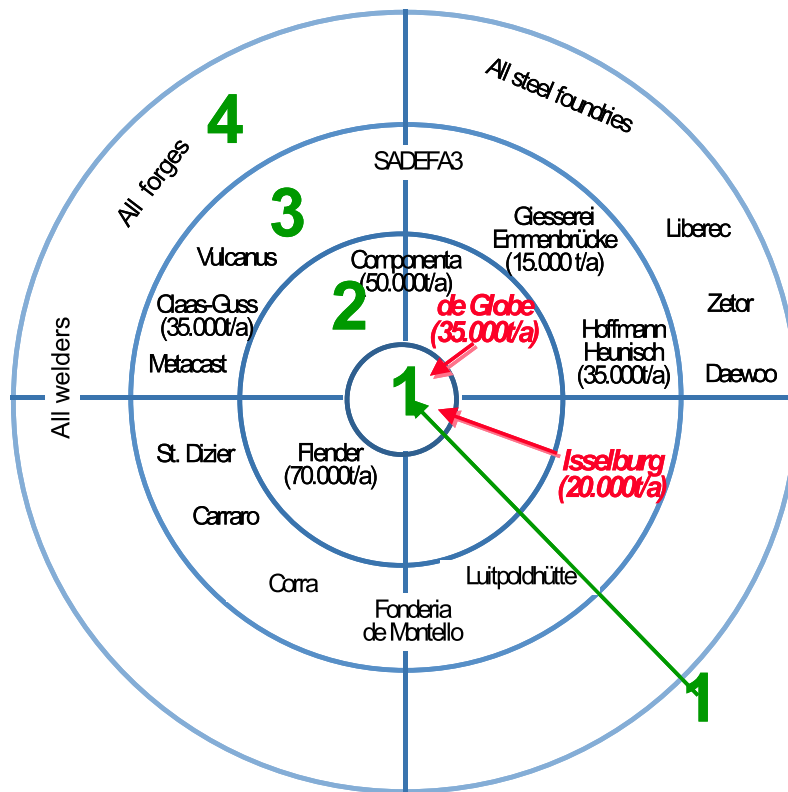 4
All steel foundries
All forges
SADEFA3
3
Giesserei
Emmenbrücke
(15.000 t/a)
Liberec
Vulcanus
Componenta
(50.000t/a)
2
Claas-Guss
(35.000t/a)
de Globe
(35.000t/a)
Zetor
Hoffmann
Heunisch
(35.000t/a)
All welders
Metacast
Daewoo
1
St. Dizier
Flender
(70.000t/a)
Isselburg
(20.000t/a)
Carraro
Corra
Luitpoldhütte
Fonderia
de Montello
1